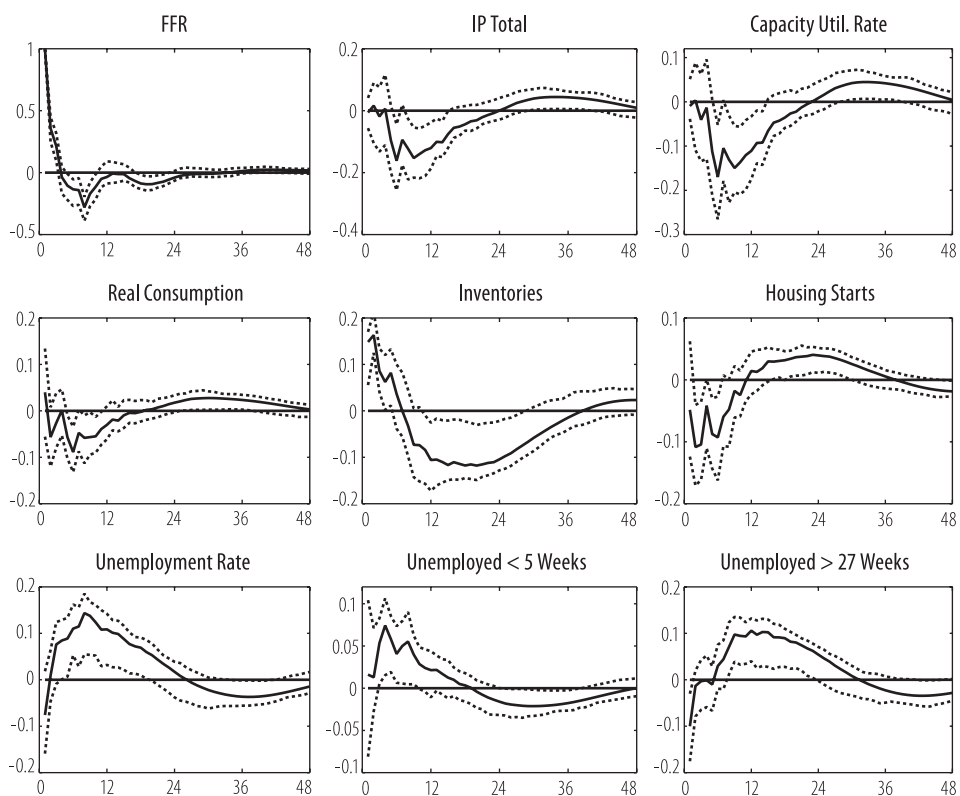 FFR
IP Total
Capacity Util. Rate
1
0.5
0
-0.5
0 12 24 36 48
0.2
0
-0.2
-0.4
0 12 24 36 48
0.1
0
-0.1
-0.2
-0.3
0 12 24 36 48
Real Consumption
Inventories
Housing Starts
0.2
0.1
0
-0.1
-0.2
0 12 24 36 48
0.2
0.1
0
-0.1
-0.2
0 12 24 36 48
0.1
0
-0.1
-0.2
0 12 24 36 48
Unemployment Rate
Unemployed < 5 Weeks
Unemployed > 27 Weeks
0.2
0.1
0
-0.1
-0.2
0 12 24 36 48
0.1
0.05
0
-0.05
-0.1
0 12 24 36 48
0.2
0.1
0
-0.1
-0.2
0 12 24 36 48